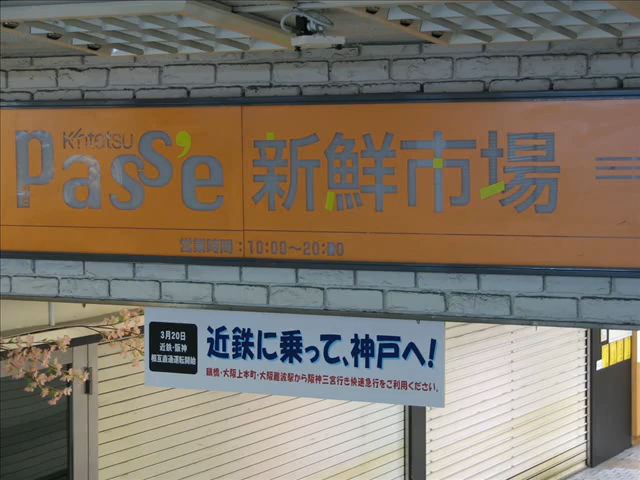 Kintetsu
Pass'e 新鮮市場
営業時間：10:00～20:00
3月20日
近鉄・阪神
相互直通運転開始
近鉄に乗って、神戸へ！
鶴橋・大阪上本町・大阪難波駅から阪神三宮行き快速急行をご利用ください。